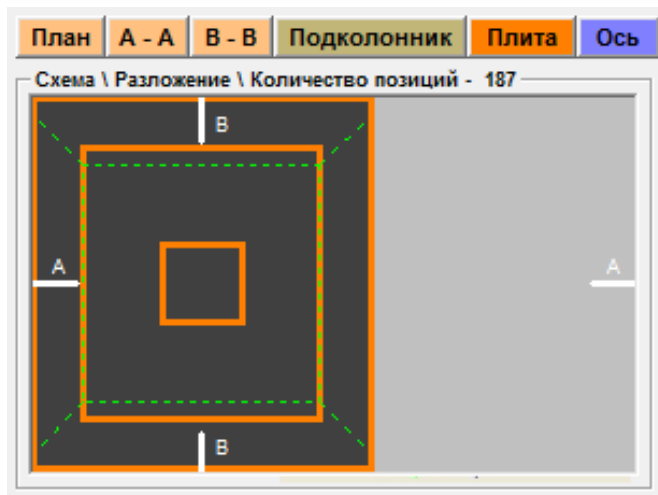 План A - A B - B Подколонник Плита Ось
Схема \ Разложение \ Количество позиций - 187
B
A A
B